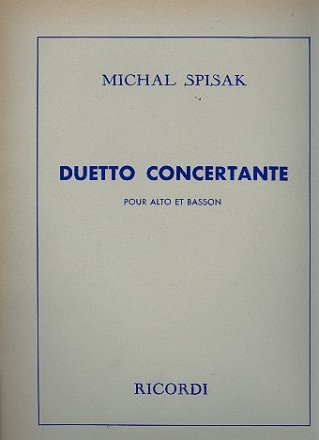 MICHAL SPISAK
DUETTO CONCERTANTE
POUR ALTO ET BASSON
RICORDI